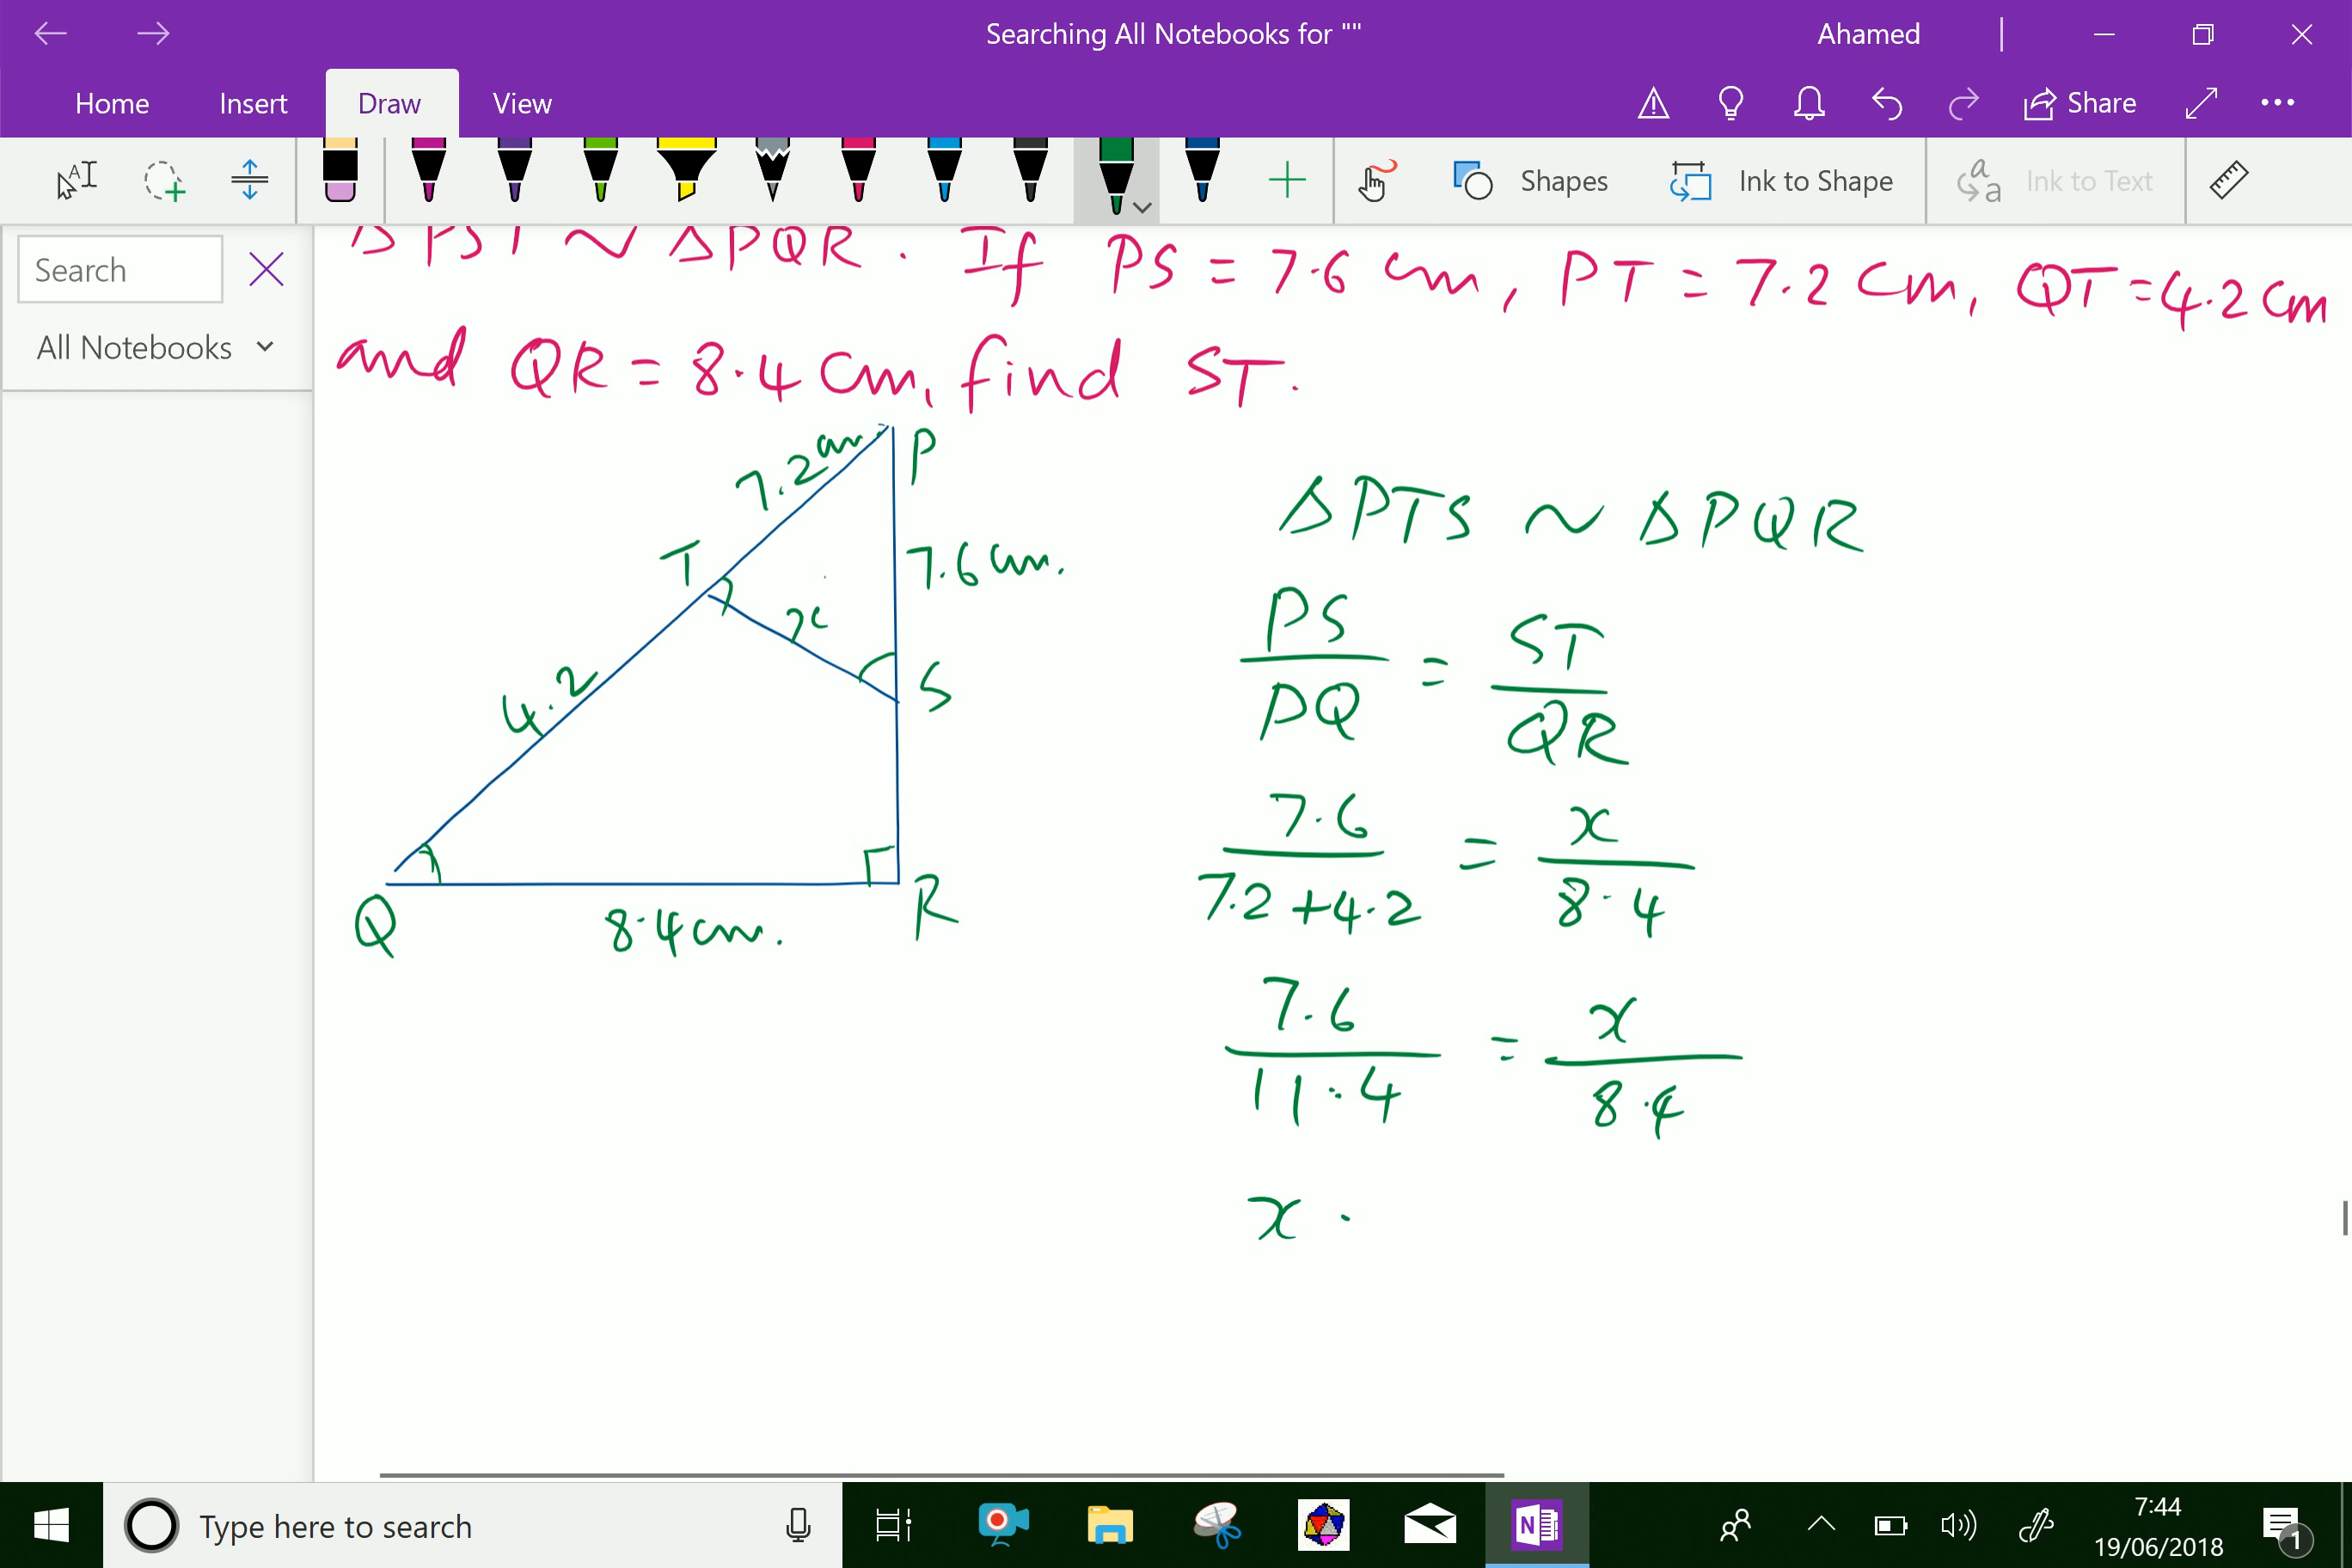 Searching All Notebooks for ""
Ahamed
Home Insert Draw View
Share
Shapes
Ink to Shape
Ink to Text
Search
All Notebooks
ΔPST ~ ΔPQR. If PS = 7.6 cm, PT = 7.2 cm, QT = 4.2 cm
and QR = 8.4 cm, find ST.
7.2 cm
P
T
7.6 cm.
x
S
4.2
Q
R
8.4 cm.
ΔPTS ~ ΔPQR
PS/PQ = ST/QR
7.6/7.2+4.2 = x/8.4
7.6/11.4 = x/8.4
x ·
Type here to search
N
7:44
19/06/2018
1